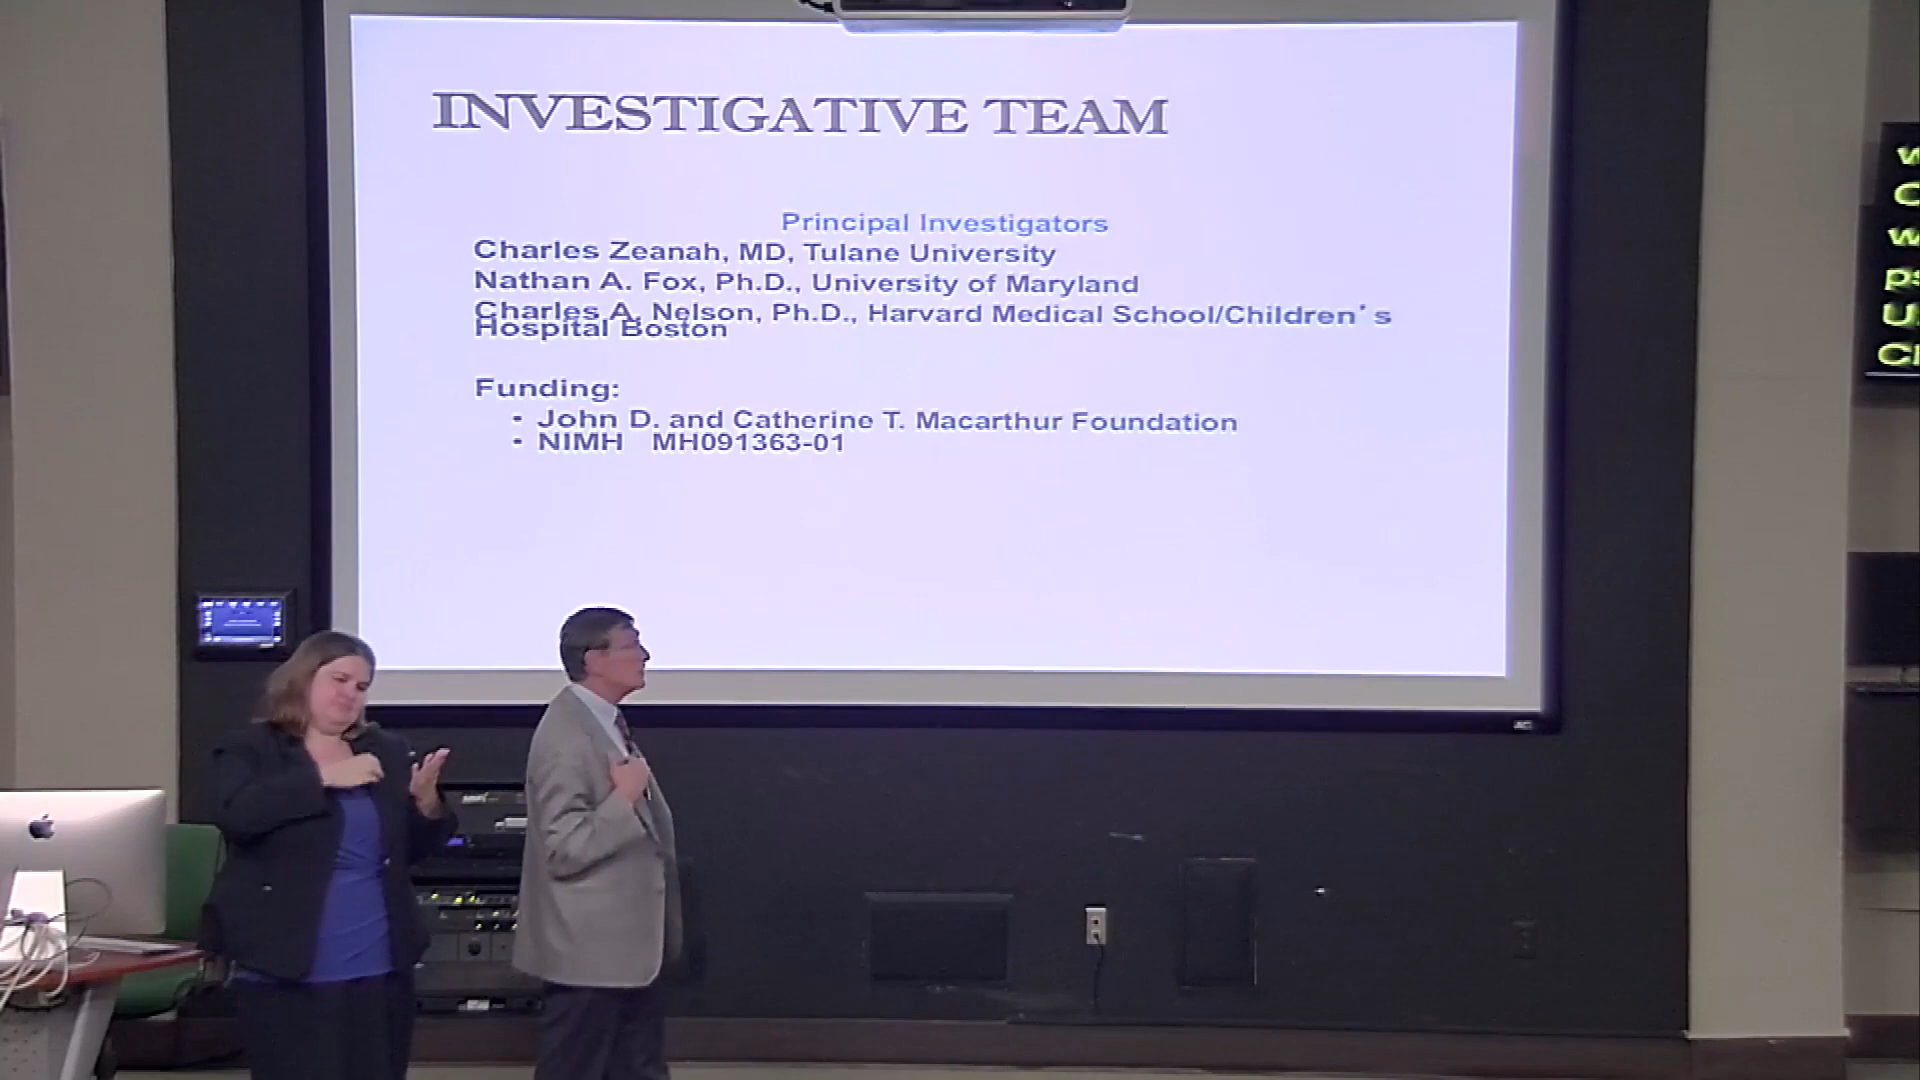 INVESTIGATIVE TEAM
Principal Investigators
Charles Zeanah, MD, Tulane University
Nathan A. Fox, Ph.D., University of Maryland
Charles A. Nelson, Ph.D., Harvard Medical School/Children's
Hospital Boston
Funding:
• John D. and Catherine T. Macarthur Foundation
• NIMH MH091363-01